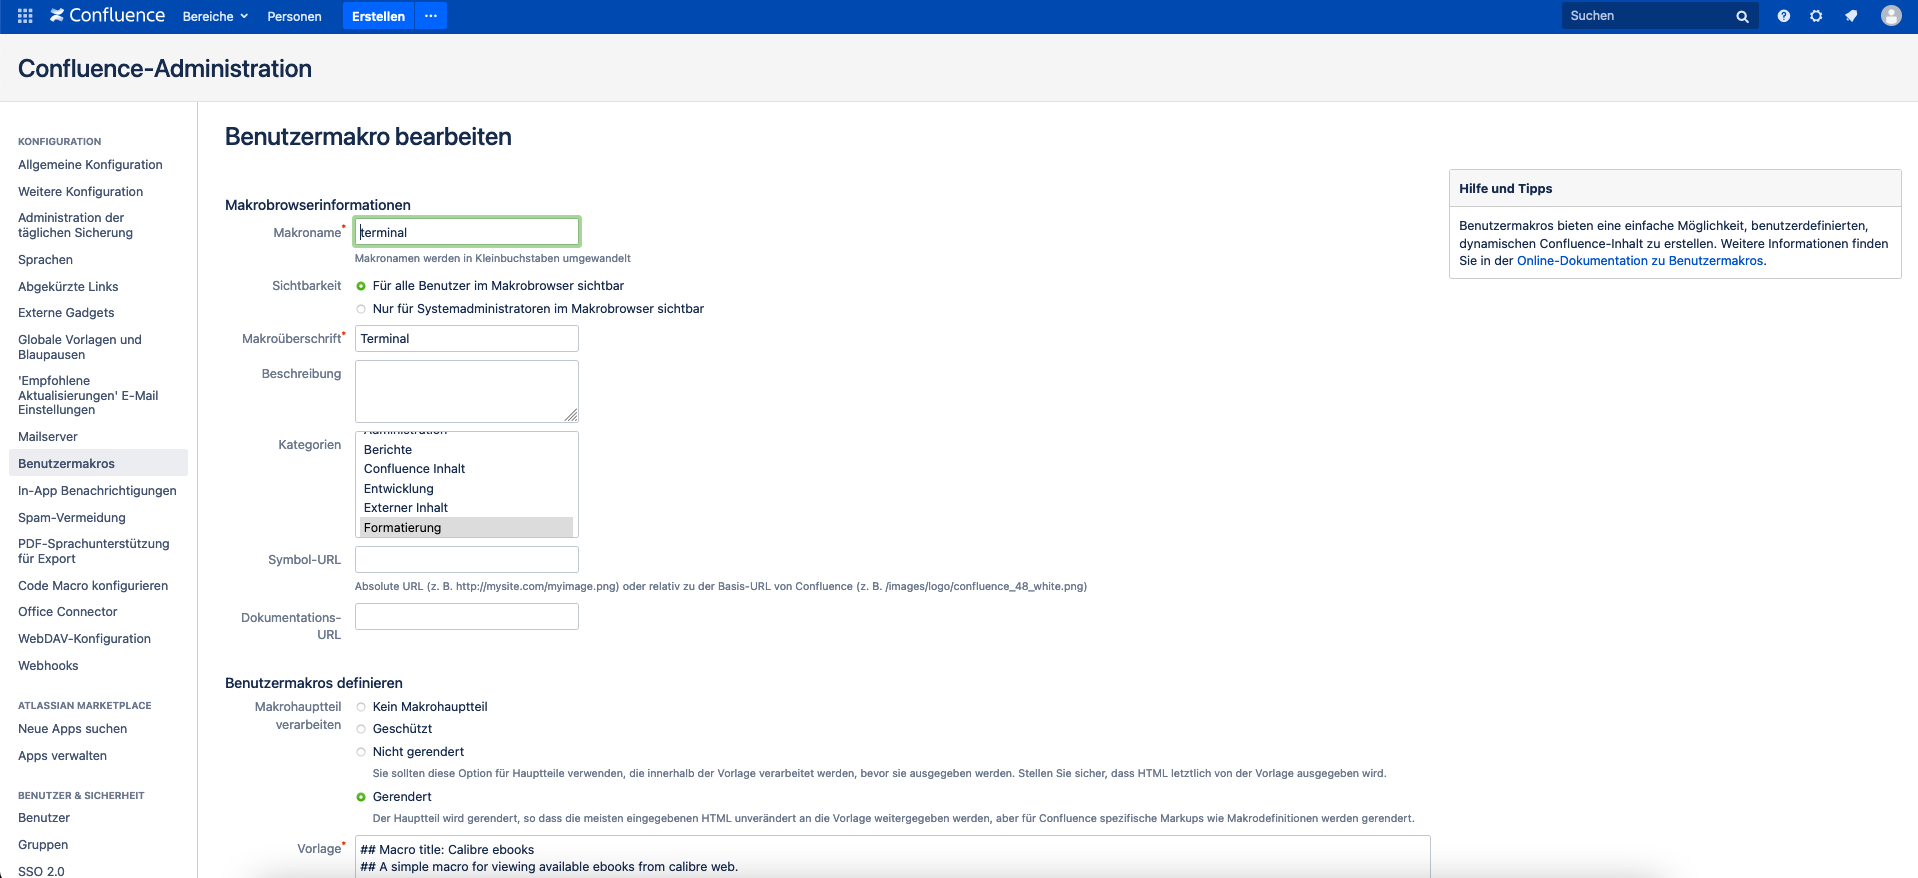 Confluence Bereiche Personen Erstellen ··· Suchen
Confluence-Administration
KONFIGURATION
Allgemeine Konfiguration
Weitere Konfiguration
Administration der
täglichen Sicherung
Sprachen
Abgekürzte Links
Externe Gadgets
Globale Vorlagen und
Blaupausen
'Empfohlene
Aktualisierungen' E-Mail
Einstellungen
Mailserver
Benutzermakros
In-App Benachrichtigungen
Spam-Vermeidung
PDF-Sprachunterstützung
für Export
Code Macro konfigurieren
Office Connector
WebDAV-Konfiguration
Webhooks
ATLASSIAN MARKETPLACE
Neue Apps suchen
Apps verwalten
BENUTZER & SICHERHEIT
Benutzer
Gruppen
SSO 2.0
Benutzermakro bearbeiten
Makrobrowserinformationen
Makroname* terminal
Makronamen werden in Kleinbuchstaben umgewandelt
Sichtbarkeit Für alle Benutzer im Makrobrowser sichtbar
Nur für Systemadministratoren im Makrobrowser sichtbar
Makroüberschrift* Terminal
Beschreibung
Kategorien
Administration
Berichte
Confluence Inhalt
Entwicklung
Externer Inhalt
Formatierung
Symbol-URL
Absolute URL (z. B. http://mysite.com/myimage.png) oder relativ zu der Basis-URL von Confluence (z. B. /images/logo/confluence_48_white.png)
Dokumentations-
URL
Benutzermakros definieren
Makrohauptteil
verarbeiten
Kein Makrohauptteil
Geschützt
Nicht gerendert
Sie sollten diese Option für Hauptteile verwenden, die innerhalb der Vorlage verarbeitet werden, bevor sie ausgegeben werden. Stellen Sie sicher, dass HTML letztlich von der Vorlage ausgegeben wird.
Gerendert
Der Hauptteil wird gerendert, so dass die meisten eingegebenen HTML unverändert an die Vorlage weitergegeben werden, aber für Confluence spezifische Markups wie Makrodefinitionen werden gerendert.
Vorlage* ## Macro title: Calibre ebooks
## A simple macro for viewing available ebooks from calibre web.
Hilfe und Tipps
Benutzermakros bieten eine einfache Möglichkeit, benutzerdefinierten,
dynamischen Confluence-Inhalt zu erstellen. Weitere Informationen finden
Sie in der Online-Dokumentation zu Benutzermakros.